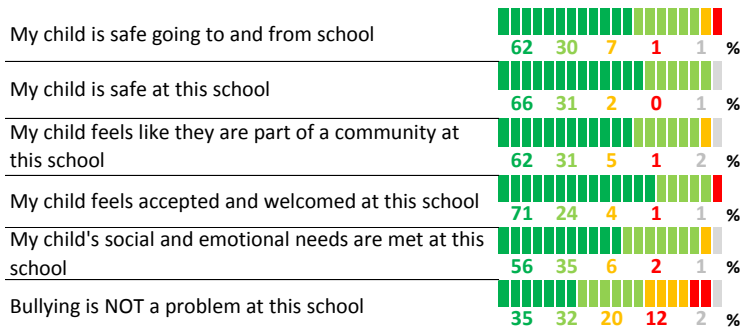 My child is safe going to and from school
62 30 7 1 1 %
My child is safe at this school
66 31 2 0 1 %
My child feels like they are part of a community at
this school
62 31 5 1 2 %
My child feels accepted and welcomed at this school
71 24 4 1 1 %
My child's social and emotional needs are met at this
school
56 35 6 2 1 %
Bullying is NOT a problem at this school
35 32 20 12 2 %